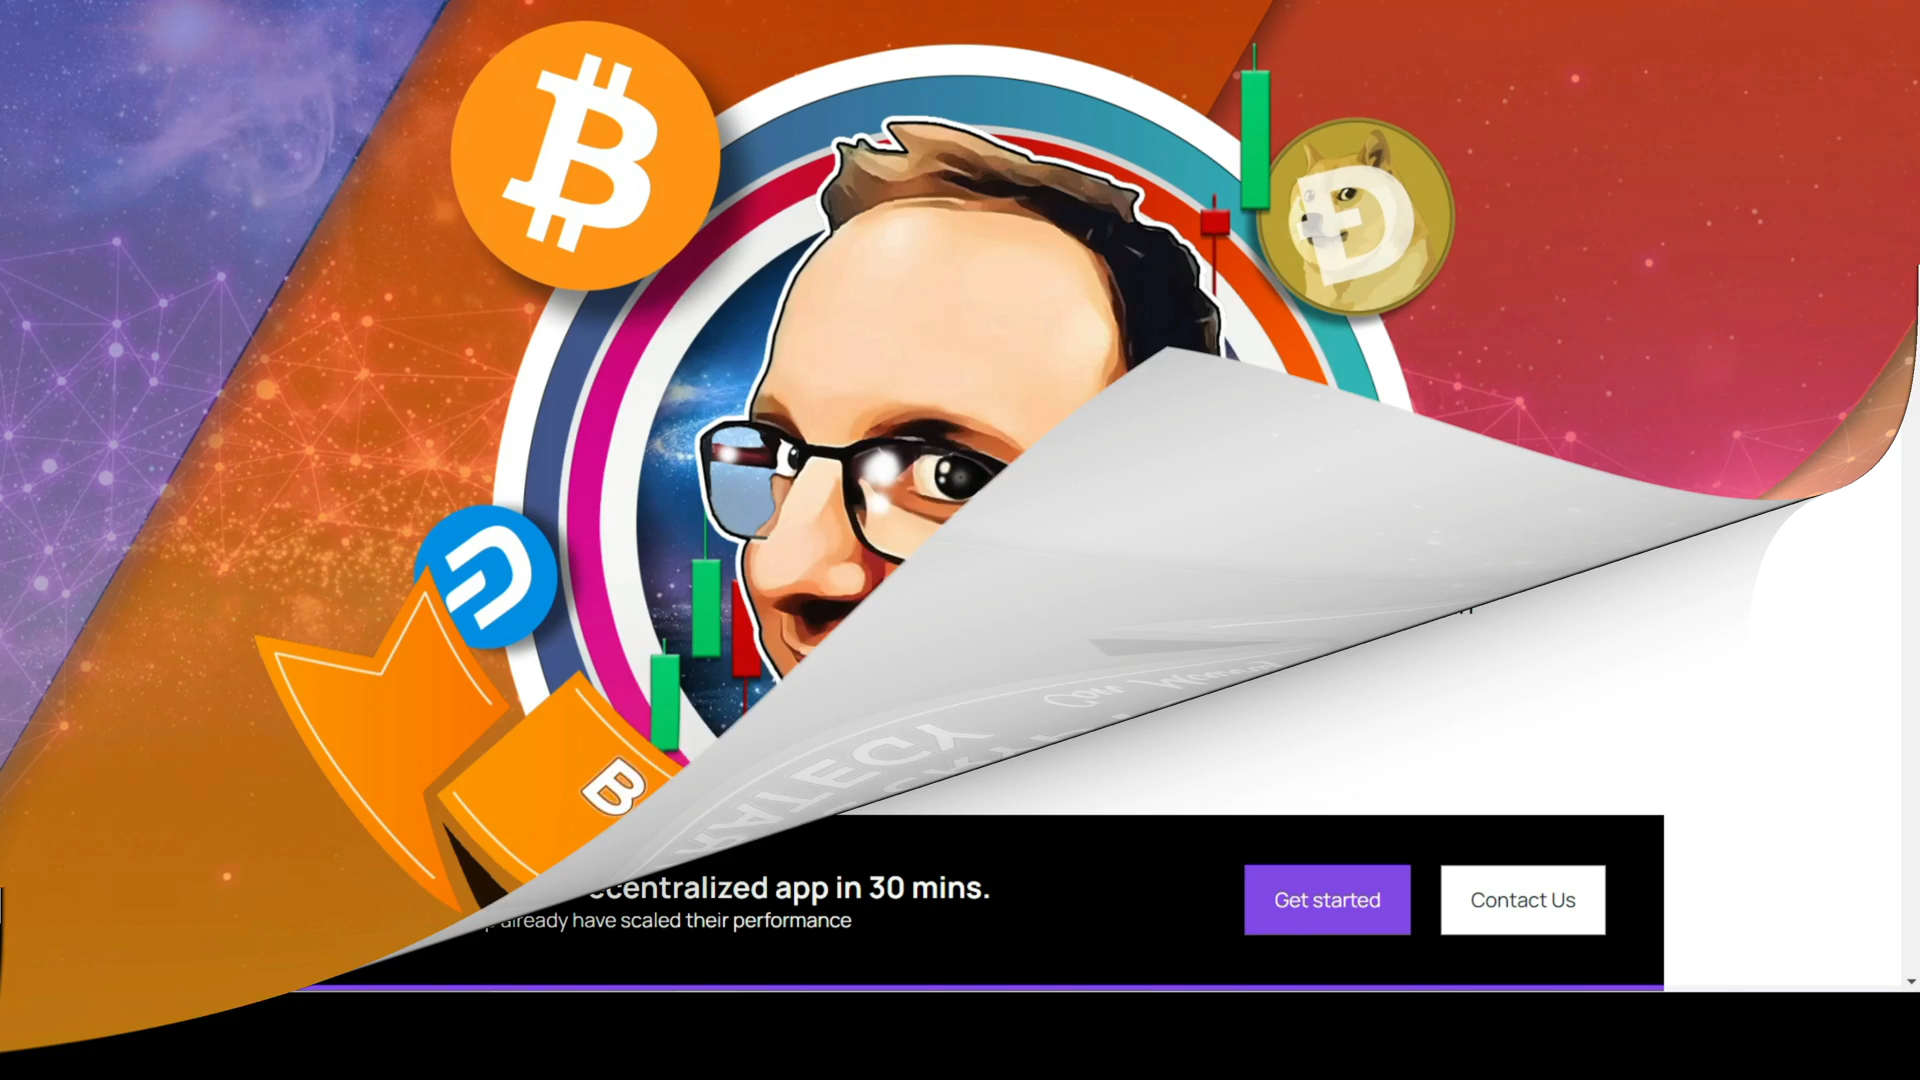 B
centralized app in 30 mins.
already have scaled their performance
Get started
Contact Us